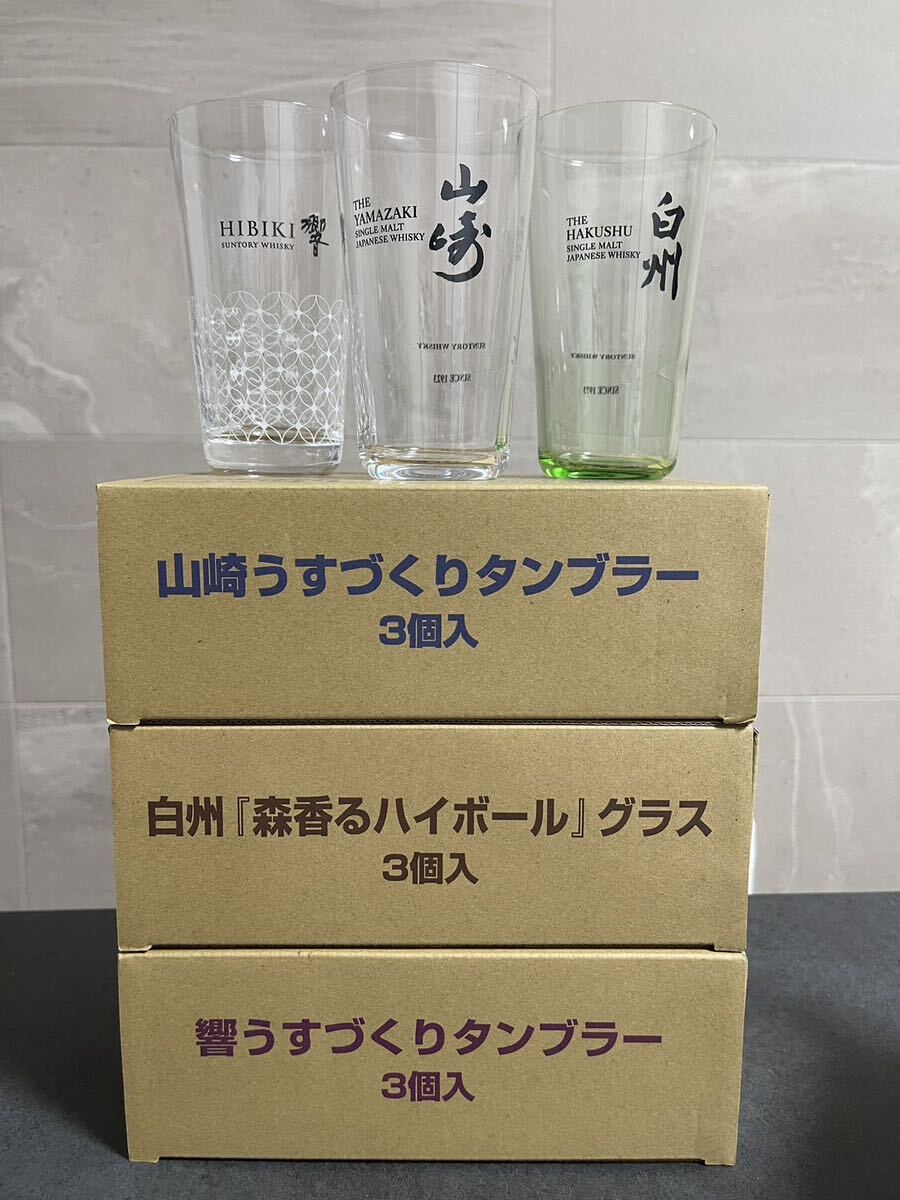 HIBIKI
SUNTORY WHISKY
響
THE
YAMAZAKI
SINGLE MALT
JAPANESE WHISKY
山崎
SUNTORY WHISKY
SINCE 1923
THE
HAKUSHU
SINGLE MALT
JAPANESE WHISKY
白州
SUNTORY WHISKY
SINCE 1973
山崎うすづくりタンブラー
3個入
白州『森香るハイボール』グラス
3個入
響うすづくりタンブラー
3個入